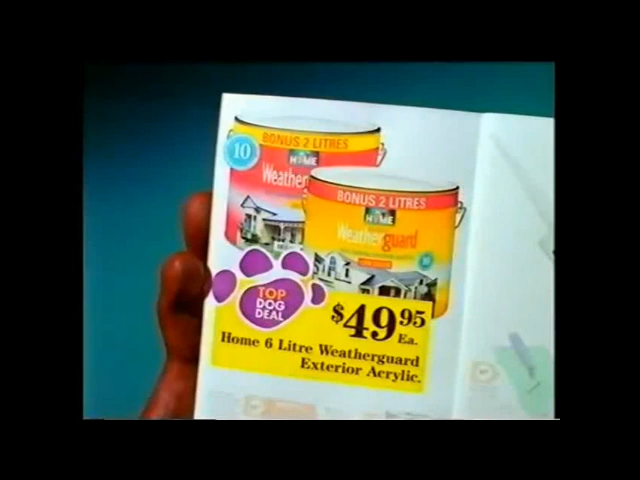 BONUS 2 LITRES
10
HOME
Weather
BONUS 2 LITRES
HOME
Weatherguard
TOP
DOG
DEAL
$49.95
Ea.
Home 6 Litre Weatherguard
Exterior Acrylic.